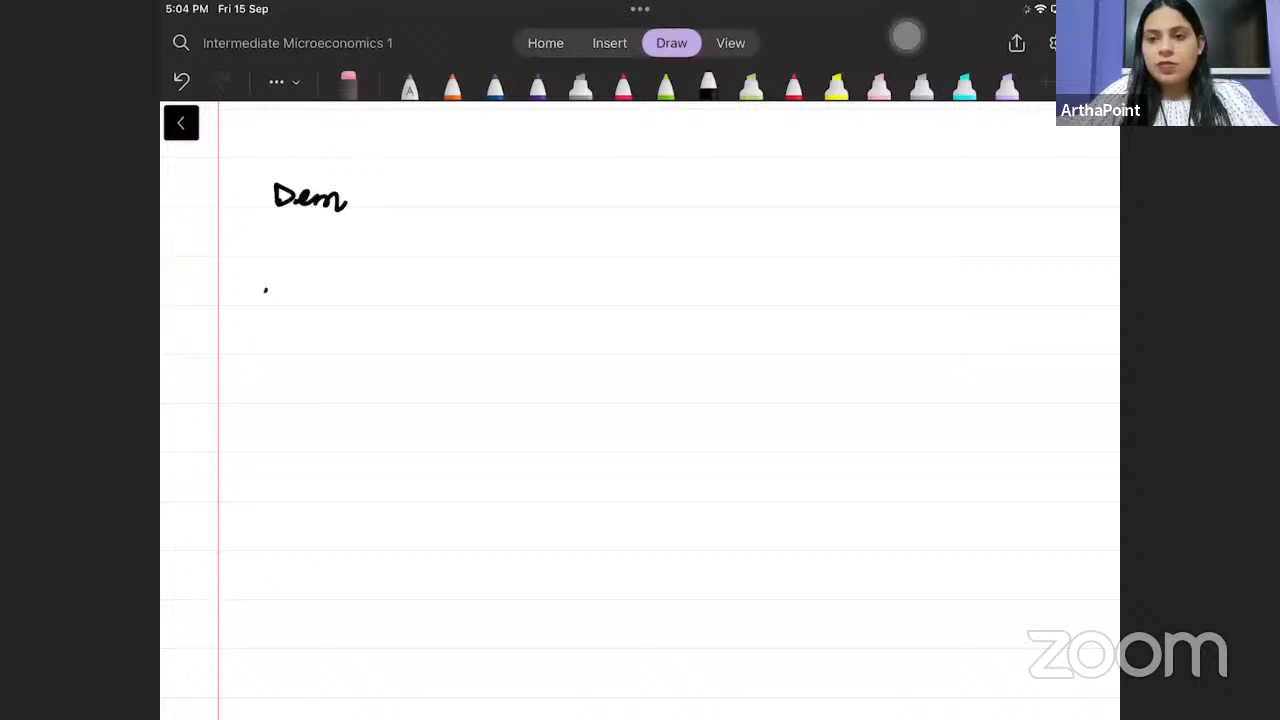 5:04 PM Fri 15 Sep
Intermediate Microeconomics 1
Home Insert Draw View
A
ArthaPoint
Dem
zoom